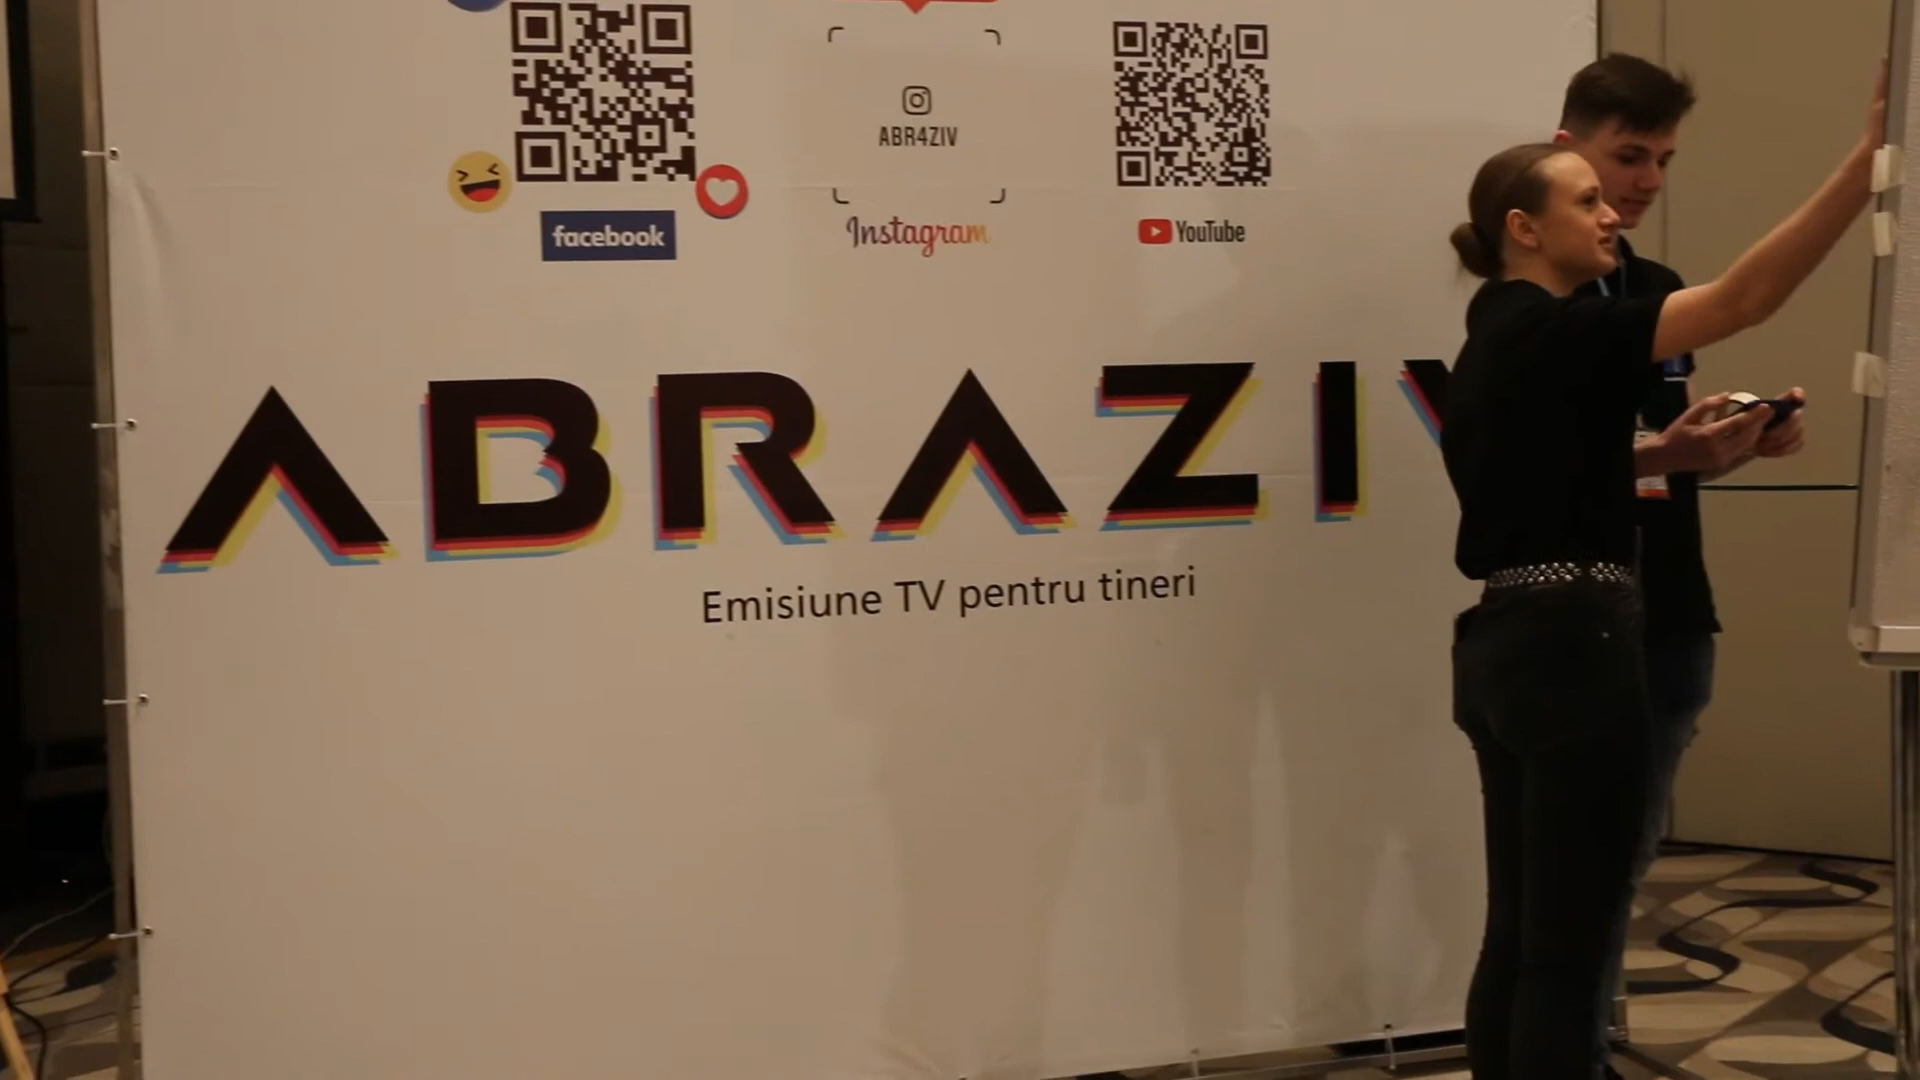 ABR4ZIV
facebook
Instagram
YouTube
ABRAZIV
Emisiune TV pentru tineri